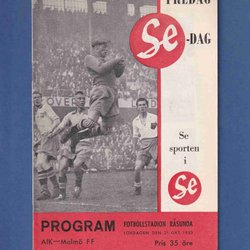 FREDAG
Se-DAG
Se
sporten i
Se
PROGRAM
FOTBOLLSTADION RÅSUNDA
AIK—Malmö FF
Pris 35 öre